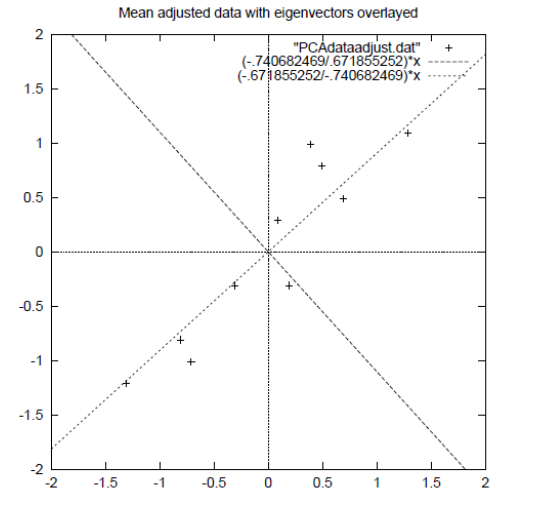 Mean adjusted data with eigenvectors overlayed
2
"PCAdataadjust.dat"
(-.740682469/.671855252)*x
(-.671855252/-.740682469)*x
1.5
1
0.5
0
-0.5
-1
-1.5
-2
-2 -1.5 -1 -0.5 0 0.5 1 1.5 2